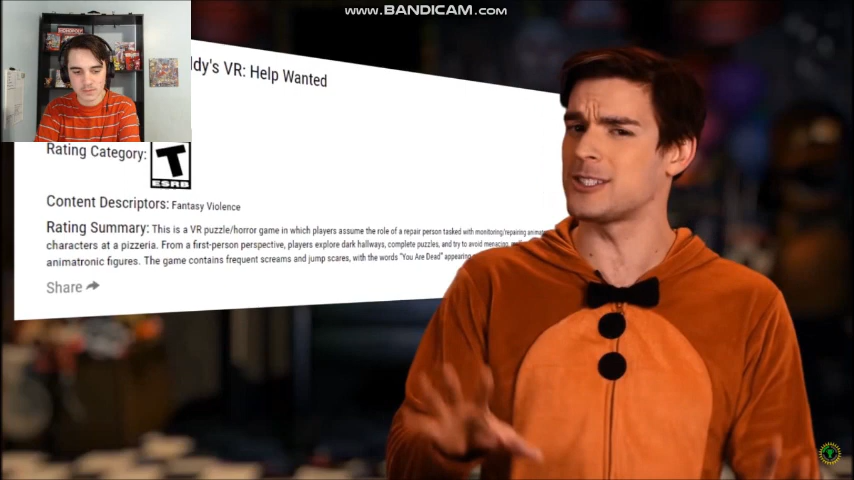 WWW.BANDICAM.COM
dy's VR: Help Wanted
Rating Category:
T
ESRB
Content Descriptors: Fantasy Violence
Rating Summary: This is a VR puzzle/horror game in which players assume the role of a repair person tasked with monitoring/repairing
characters at a pizzeria. From a first-person perspective, players explore dark hallways, complete puzzles, and try to avoid menacing
animatronic figures. The game contains frequent screams and jump scares, with the words "You Are Dead" appearing
Share